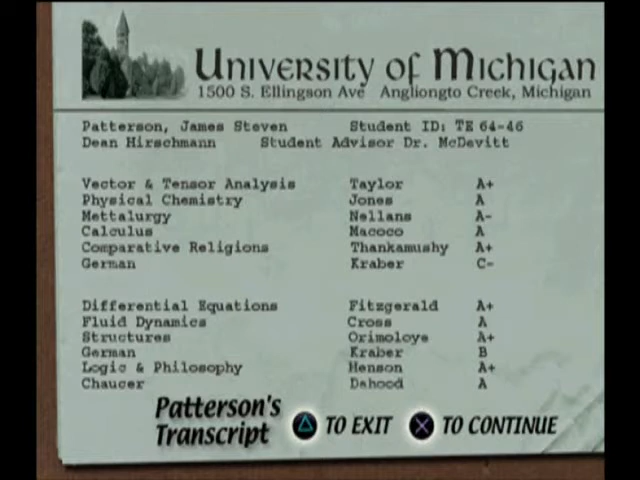 University of Michigan
1500 S. Ellingson Ave Angliongto Creek, Michigan
Patterson, James Steven Student ID: TE 64-46
Dean Hirschmann Student Advisor Dr. McDevitt
Vector & Tensor Analysis Taylor A+
Physical Chemistry Jones A
Mettalurgy Nellans A-
Calculus Macoco A
Comparative Religions Thankamushy A+
German Kraber C-
Differential Equations Fitzgerald A+
Fluid Dynamics Cross A
Structures Orimoloye A+
German Kraber B
Logic & Philosophy Henson A+
Chaucer Dahood A
Patterson's
Transcript
TO EXIT TO CONTINUE